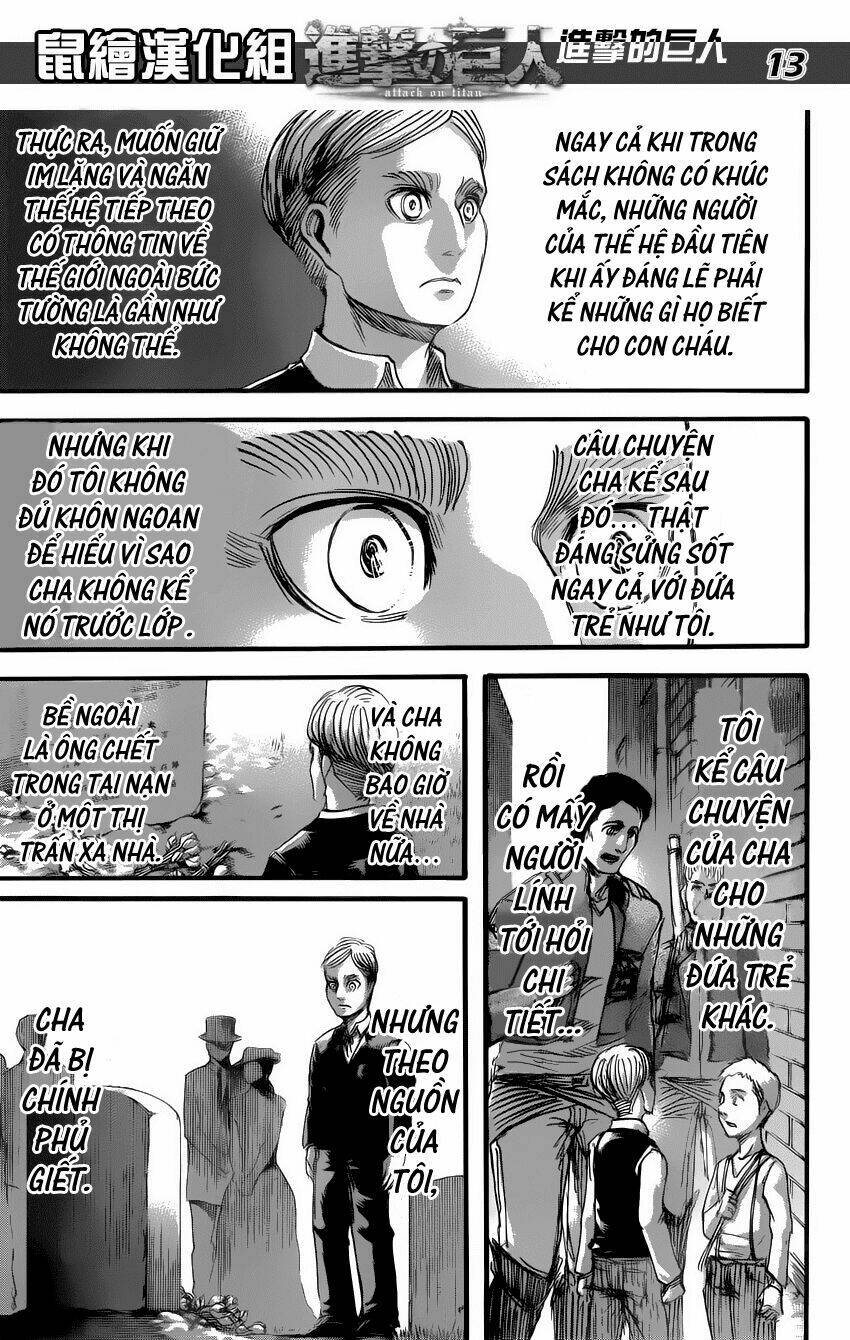 鼠繪漢化組
進撃の巨人
attack on titan
進擊的巨人
13
NGAY CẢ KHI TRONG
SÁCH KHÔNG CÓ KHÚC
MẮC, NHỮNG NGƯỜI
CỦA THẾ HỆ ĐẦU TIÊN
KHI ẤY ĐÁNG LẼ PHẢI
KỂ NHỮNG GÌ HỌ BIẾT
CHO CON CHÁU.
THỰC RA, MUỐN GIỮ
IM LẶNG VÀ NGĂN
THẾ HỆ TIẾP THEO
CÓ THÔNG TIN VỀ
THẾ GIỚI NGOÀI BỨC
TƯỜNG LÀ GẦN NHƯ
KHÔNG THỂ.
CÂU CHUYỆN
CHA KỂ SAU
ĐÓ... THẬT
ĐÁNG SỬNG SỐT
NGAY CẢ VỚI ĐỨA
TRẺ NHƯ TÔI.
NHƯNG KHI
ĐÓ TÔI KHÔNG
ĐỦ KHÔN NGOAN
ĐỂ HIỂU VÌ SAO
CHA KHÔNG KỂ
NÓ TRƯỚC LỚP.
TÔI
KỂ CÂU
CHUYỆN
CỦA CHA
CHO
NHỮNG
ĐỨA TRẺ
KHÁC.
RỒI
CÓ MẤY
NGƯỜI
LÍNH
TỚI HỎI
CHI
TIẾT...
VÀ CHA
KHÔNG
BAO GIỜ
VỀ NHÀ
NỮA...
BỀ NGOÀI
LÀ ÔNG CHẾT
TRONG TAI NẠN
Ở MỘT THỊ
TRẤN XA NHÀ.
NHƯNG
THEO
NGUỒN
CỦA
TÔI,
CHA
ĐÃ BỊ
CHÍNH
PHỦ
GIẾT.